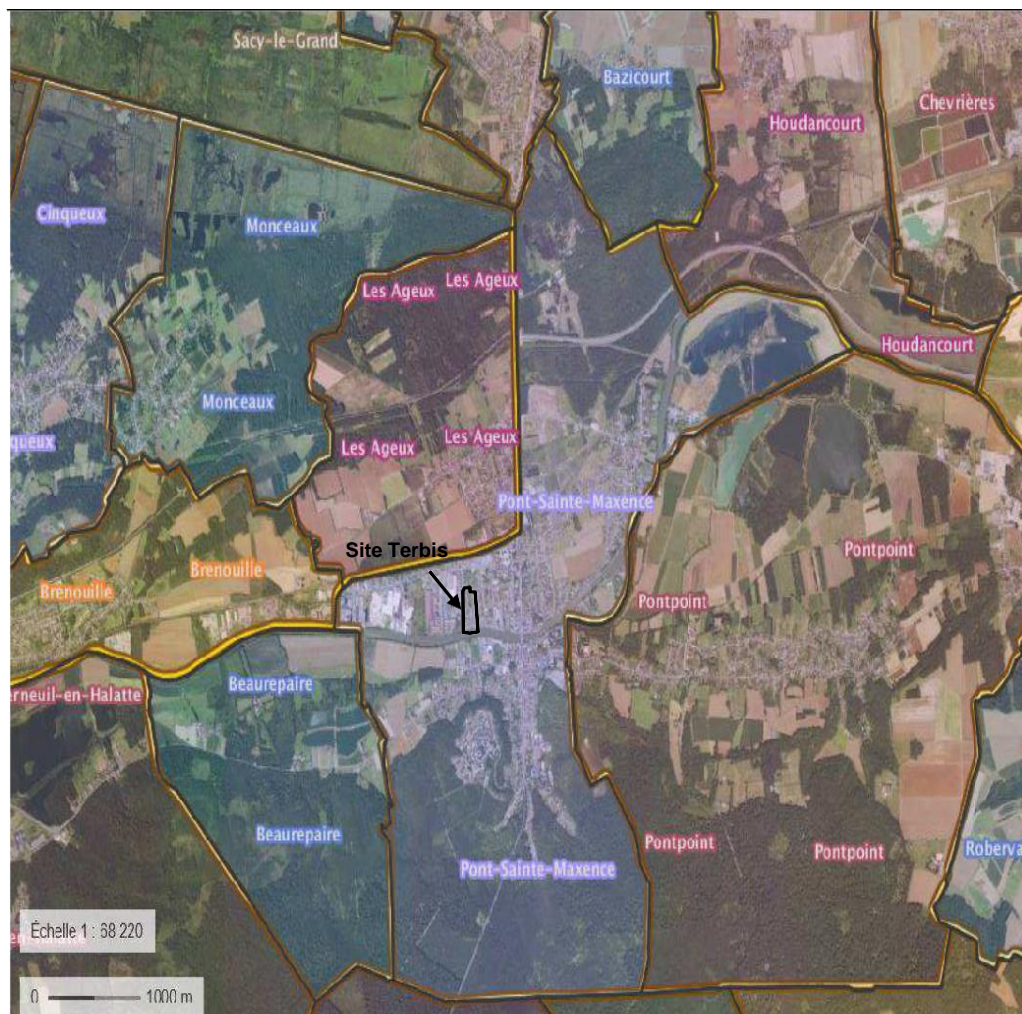 Sacy-le-Grand
Bazicourt
Chevrières
Houdancourt
Cinqueux
Monceaux
Les Ageux
Les Ageux
Houdancourt
Monceaux
Les Ageux
Les Ageux
queux
Pont-Sainte-Maxence
Site Terbis
Pontpoint
Brenouille
Brenouille
Pontpoint
Beaurepaire
erneuil-en-Halatte
Beaurepaire
Pontpoint
Pontpoint
Roberva
Pont-Sainte-Maxence
Échelle 1 : 68 220
0 1000 m